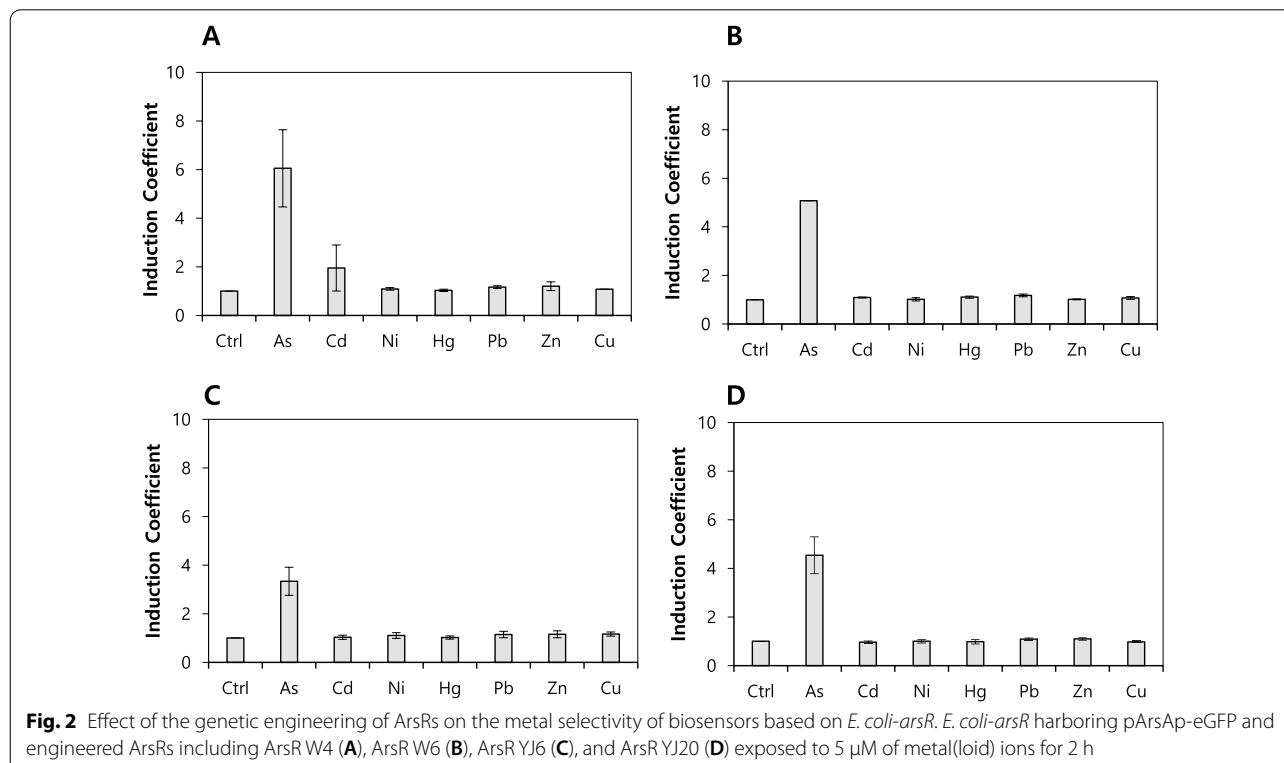 A
Induction Coefficient
10
8
6
4
2
0
Ctrl As Cd Ni Hg Pb Zn Cu
B
Induction Coefficient
10
8
6
4
2
0
Ctrl As Cd Ni Hg Pb Zn Cu
C
Induction Coefficient
10
8
6
4
2
0
Ctrl As Cd Ni Hg Pb Zn Cu
D
Induction Coefficient
10
8
6
4
2
0
Ctrl As Cd Ni Hg Pb Zn Cu
Fig. 2 Effect of the genetic engineering of ArsRs on the metal selectivity of biosensors based on E. coli-arsR. E. coli-arsR harboring pArsAp-eGFP and
engineered ArsRs including ArsR W4 (A), ArsR W6 (B), ArsR YJ6 (C), and ArsR YJ20 (D) exposed to 5 µM of metal(loid) ions for 2 h